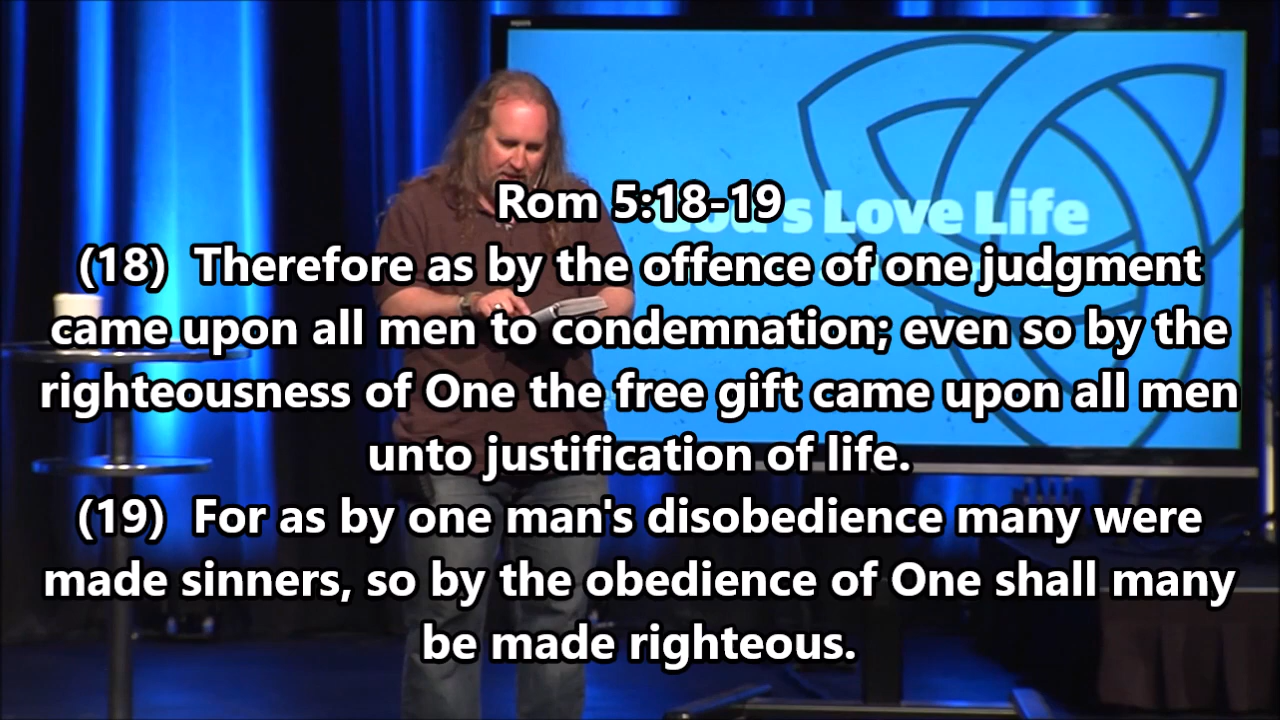 Rom 5:18-19
God's Love Life
(18) Therefore as by the offence of one judgment
came upon all men to condemnation; even so by the
righteousness of One the free gift came upon all men
unto justification of life.
(19) For as by one man's disobedience many were
made sinners, so by the obedience of One shall many
be made righteous.